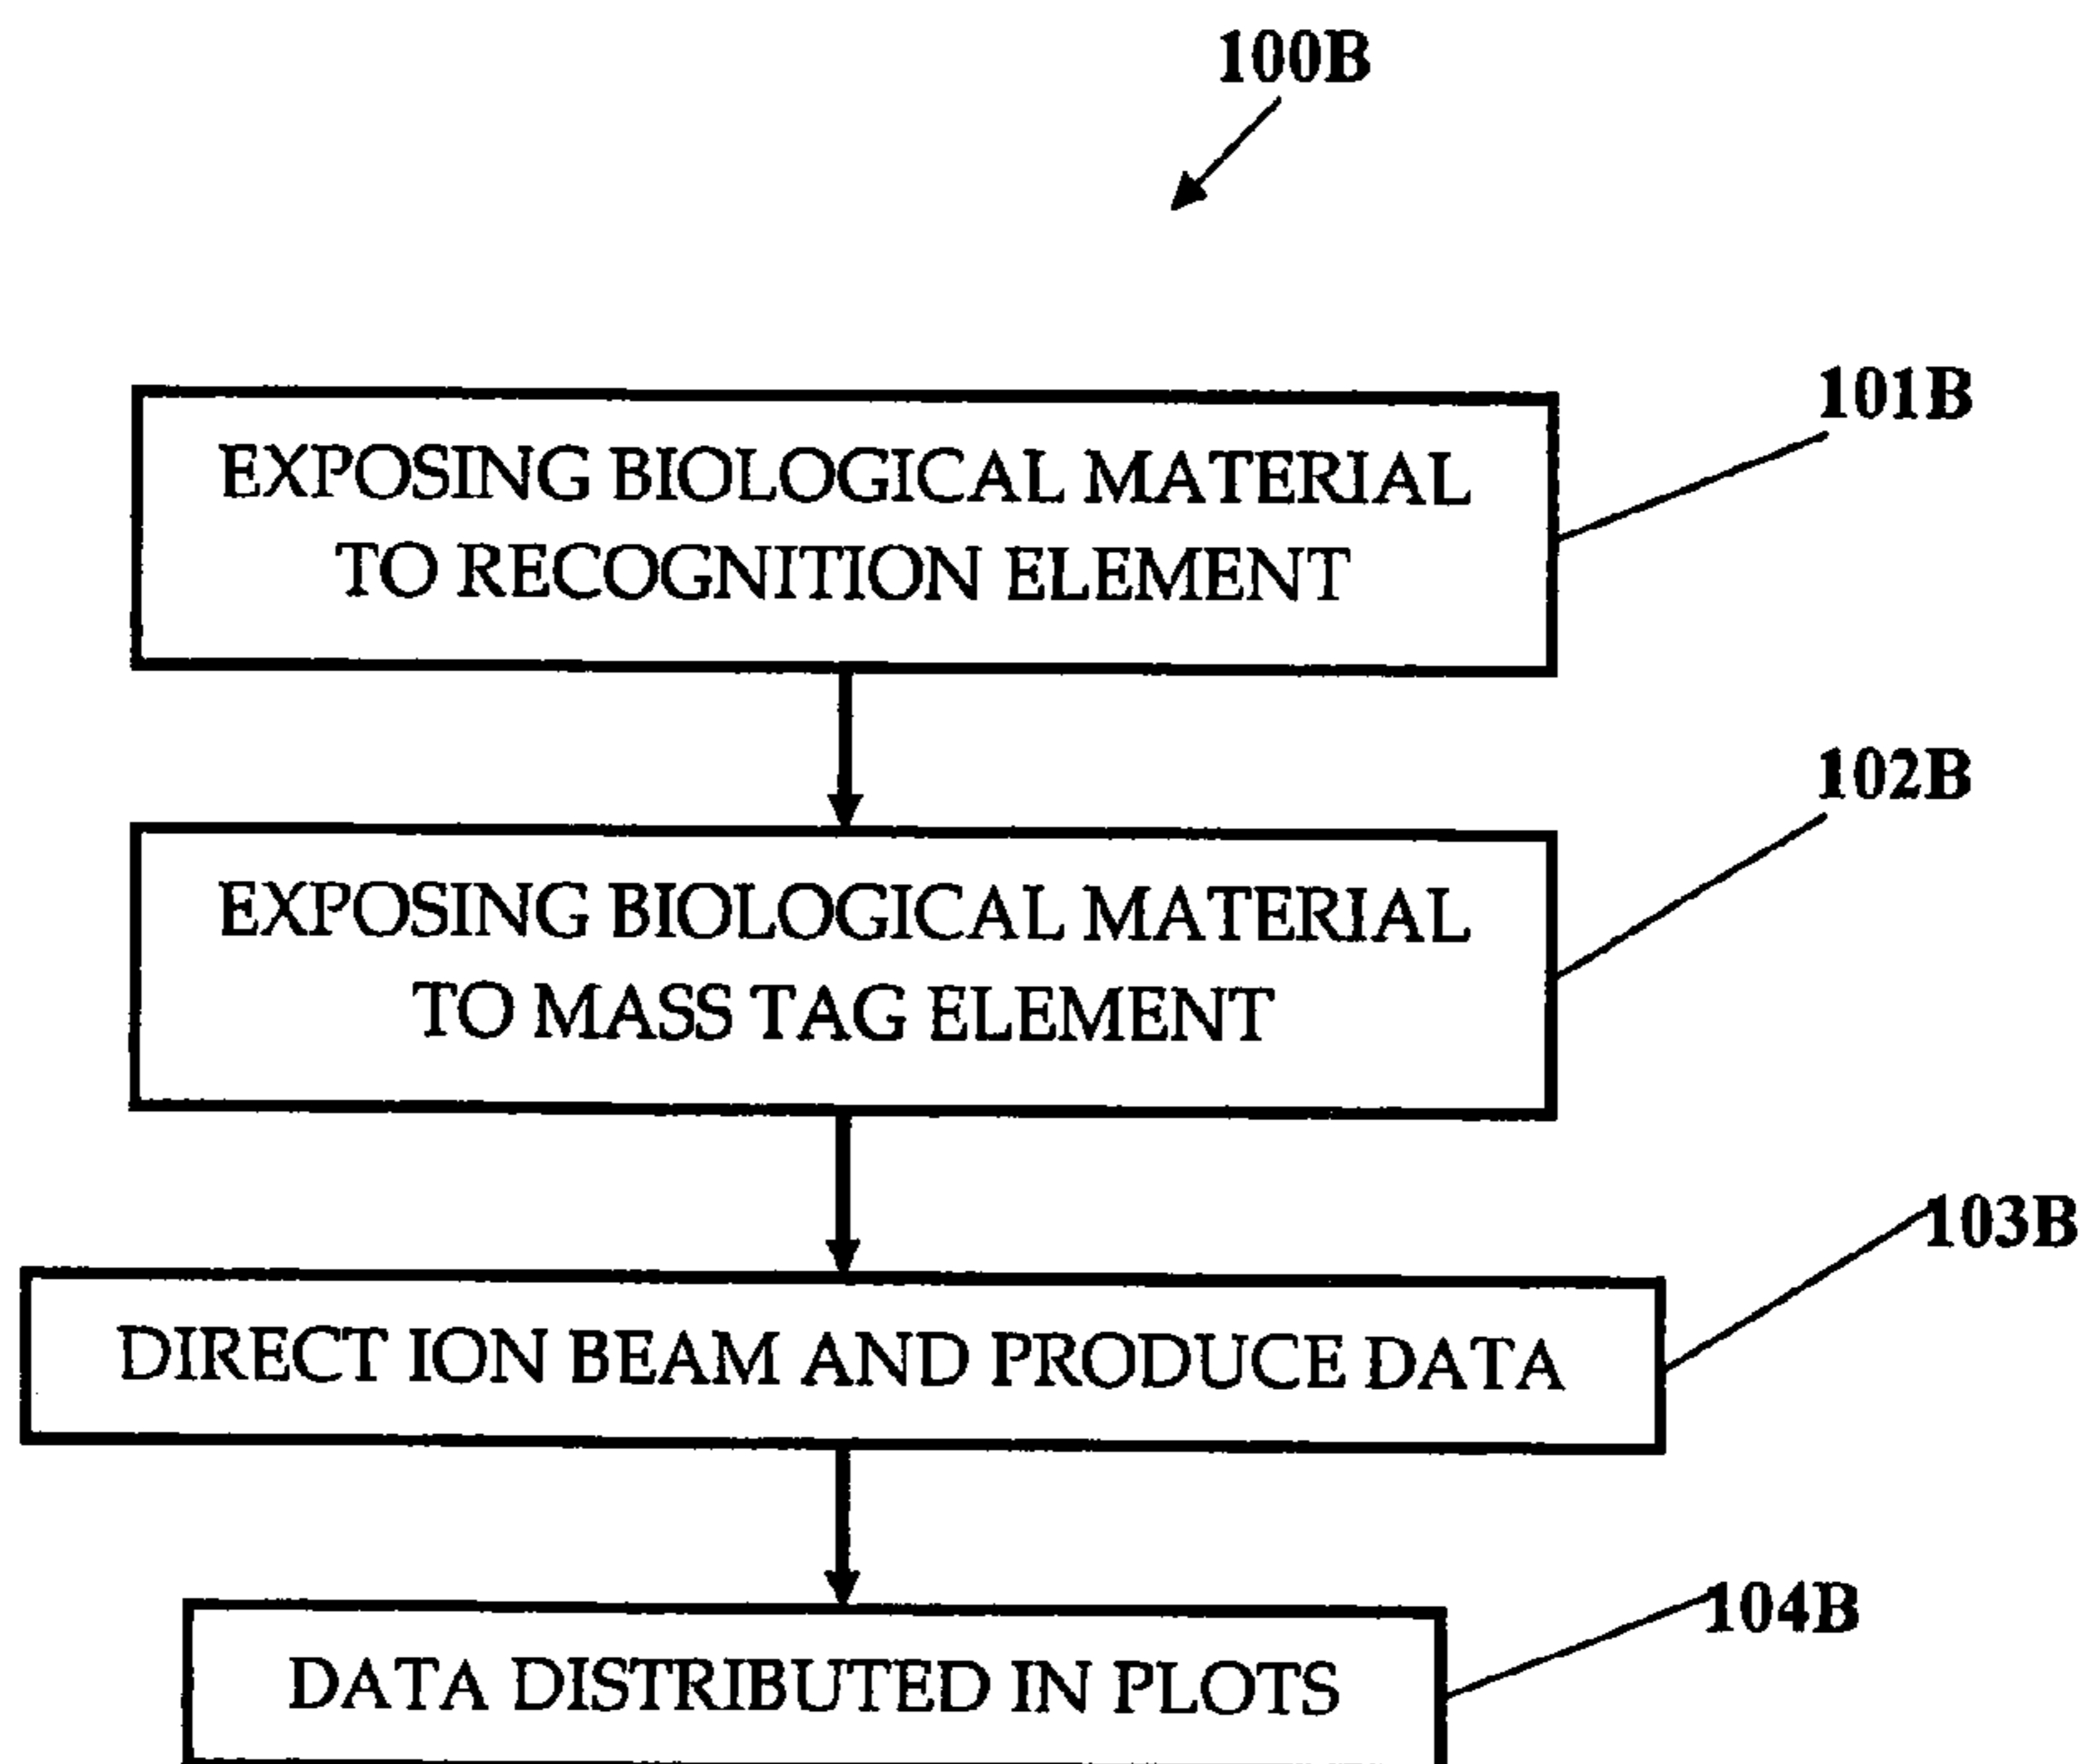 100B
101B
EXPOSING BIOLOGICAL MATERIAL
TO RECOGNITION ELEMENT
102B
EXPOSING BIOLOGICAL MATERIAL
TO MASS TAG ELEMENT
103B
DIRECT ION BEAM AND PRODUCE DATA
104B
DATA DISTRIBUTED IN PLOTS